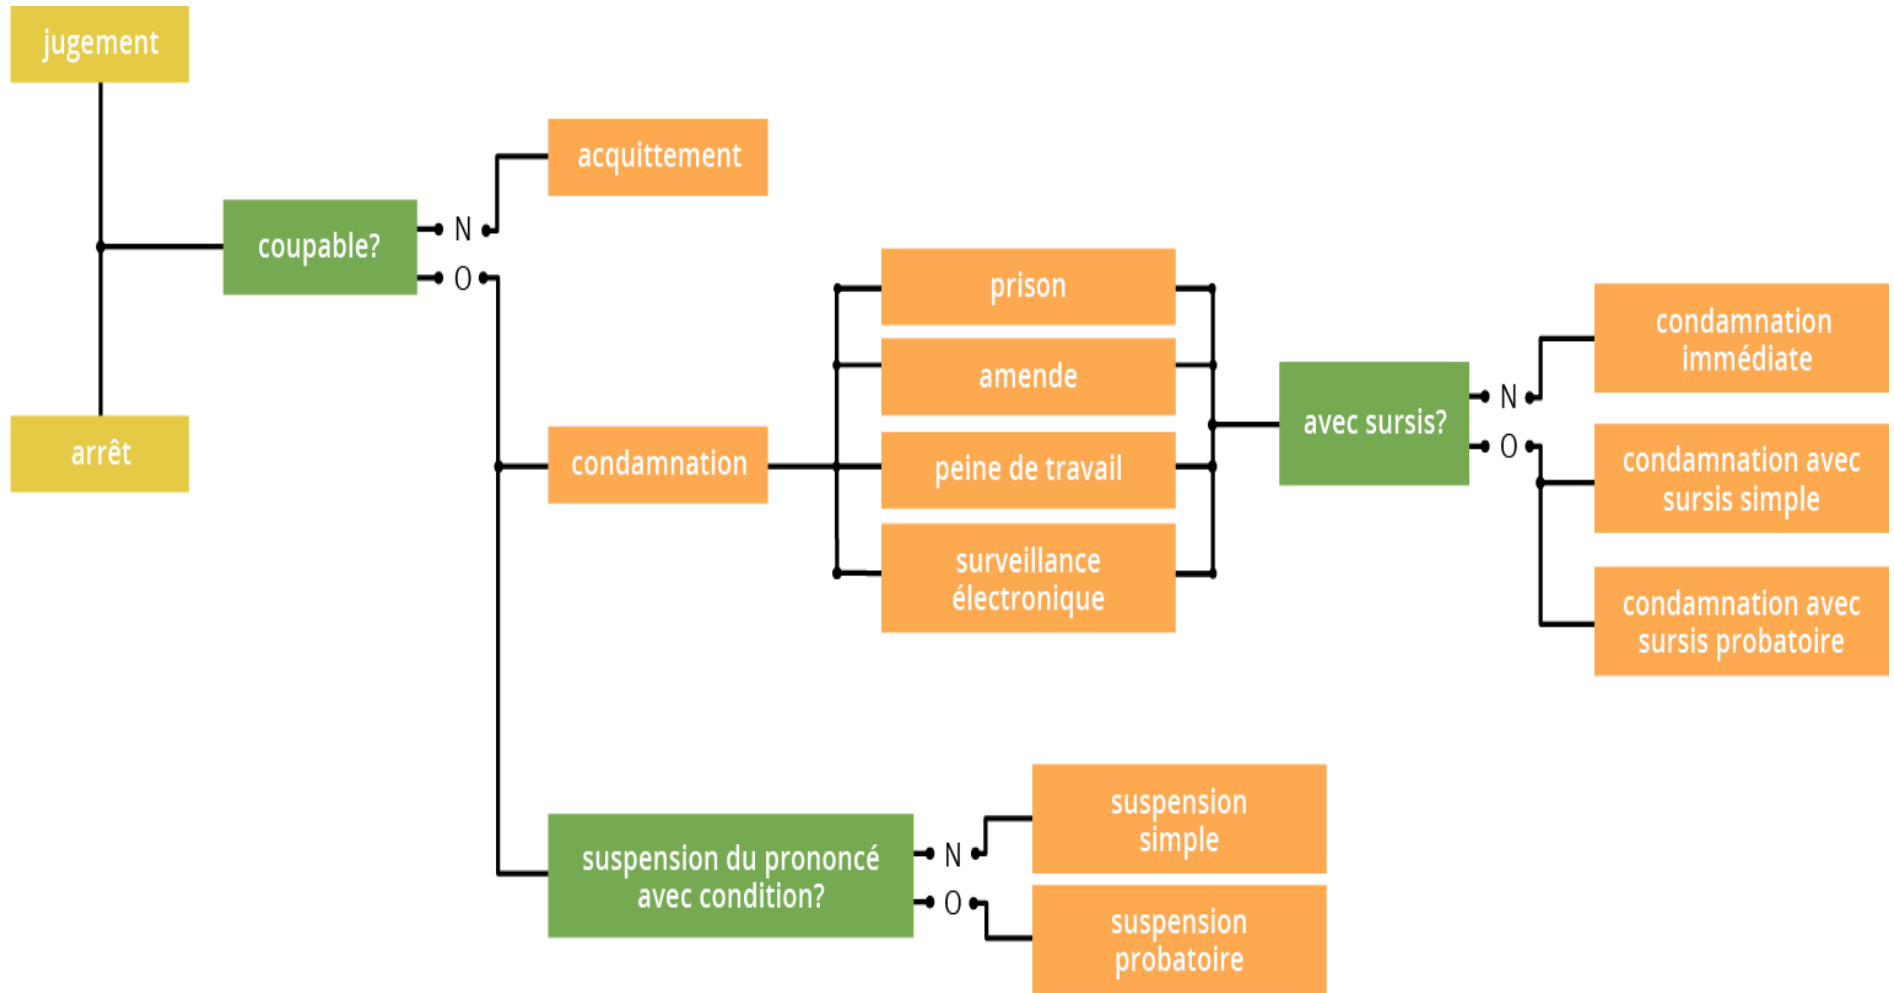 jugement
arrêt
coupable?
N
O
acquittement
condamnation
prison
amende
peine de travail
surveillance
électronique
avec sursis?
N
O
condamnation
immédiate
condamnation avec
sursis simple
condamnation avec
sursis probatoire
suspension du prononcé
avec condition?
N
O
suspension
simple
suspension
probatoire